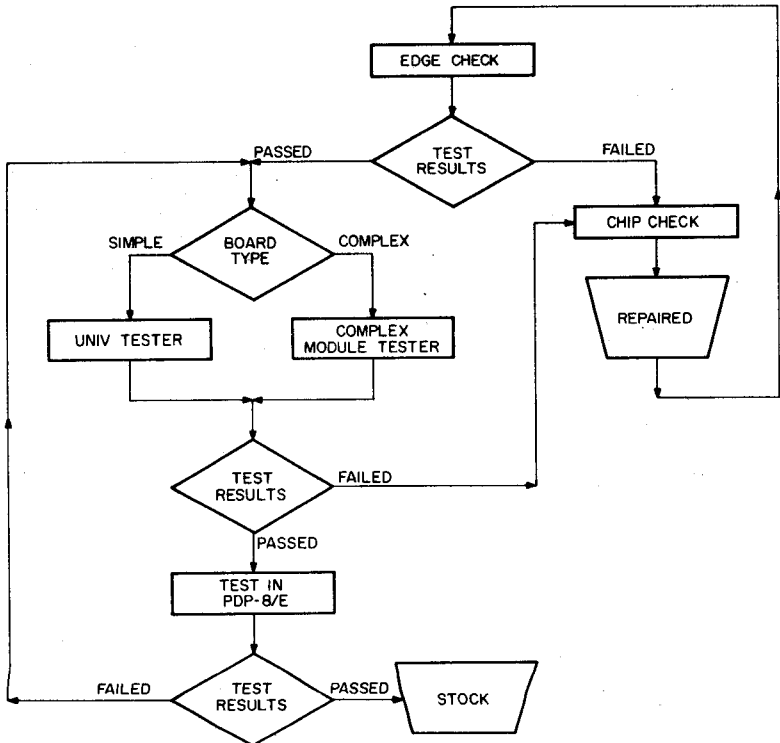 EDGE CHECK
TEST
RESULTS
PASSED
FAILED
CHIP CHECK
BOARD
TYPE
SIMPLE
COMPLEX
UNIV TESTER
COMPLEX
MODULE TESTER
REPAIRED
TEST
RESULTS
FAILED
PASSED
TEST IN
PDP-8/E
TEST
RESULTS
FAILED
PASSED
STOCK